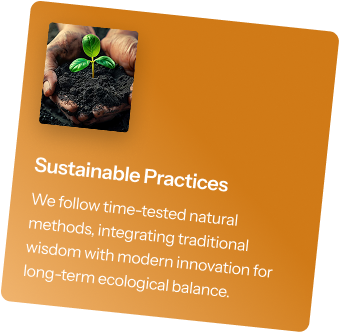 Sustainable Practices
We follow time-tested natural
methods, integrating traditional
wisdom with modern innovation for
long-term ecological balance.